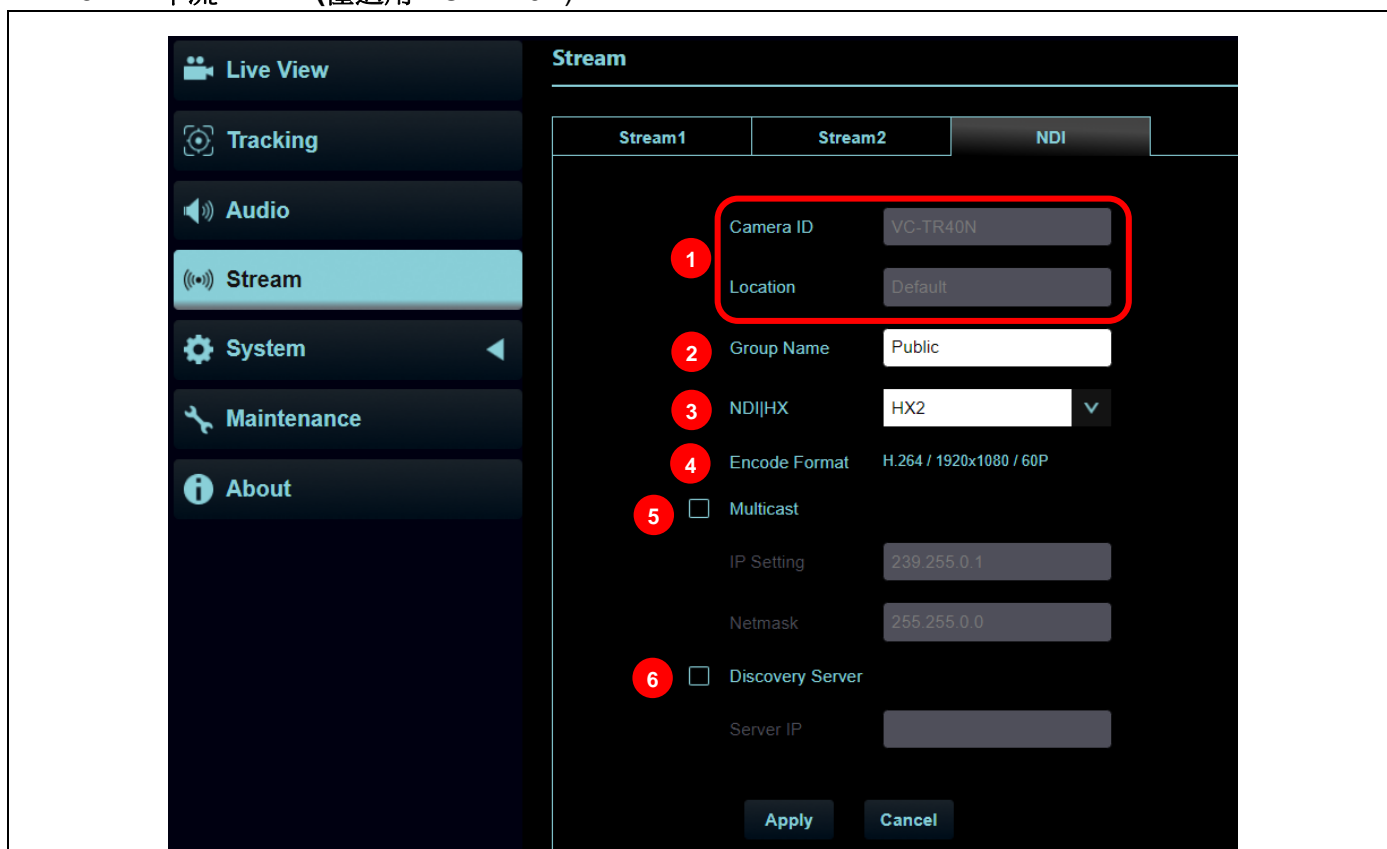 Live View
Tracking
Audio
Stream
System
Maintenance
About
Stream
Stream1 Stream2 NDI
1
Camera ID VC-TR40N
Location Default
2 Group Name Public
3 NDI|HX HX2
4 Encode Format H.264 / 1920x1080 / 60P
5 Multicast
IP Setting 239.255.0.1
Netmask 255.255.0.0
6 Discovery Server
Server IP
Apply Cancel